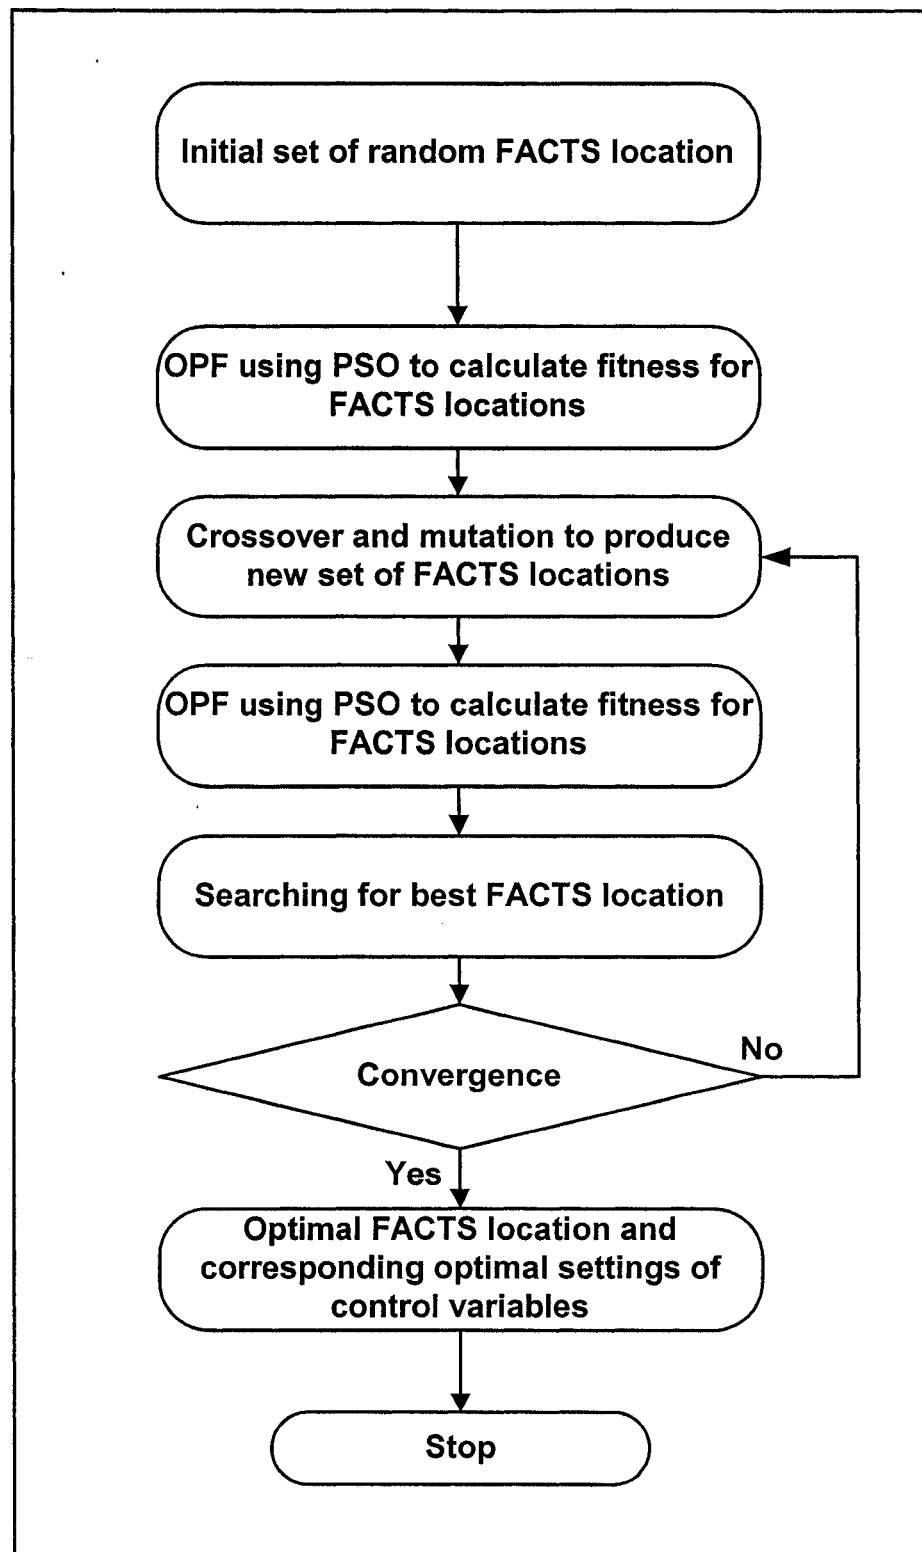 Initial set of random FACTS location
OPF using PSO to calculate fitness for
FACTS locations
Crossover and mutation to produce
new set of FACTS locations
OPF using PSO to calculate fitness for
FACTS locations
Searching for best FACTS location
Convergence
No
Yes
Optimal FACTS location and
corresponding optimal settings of
control variables
Stop